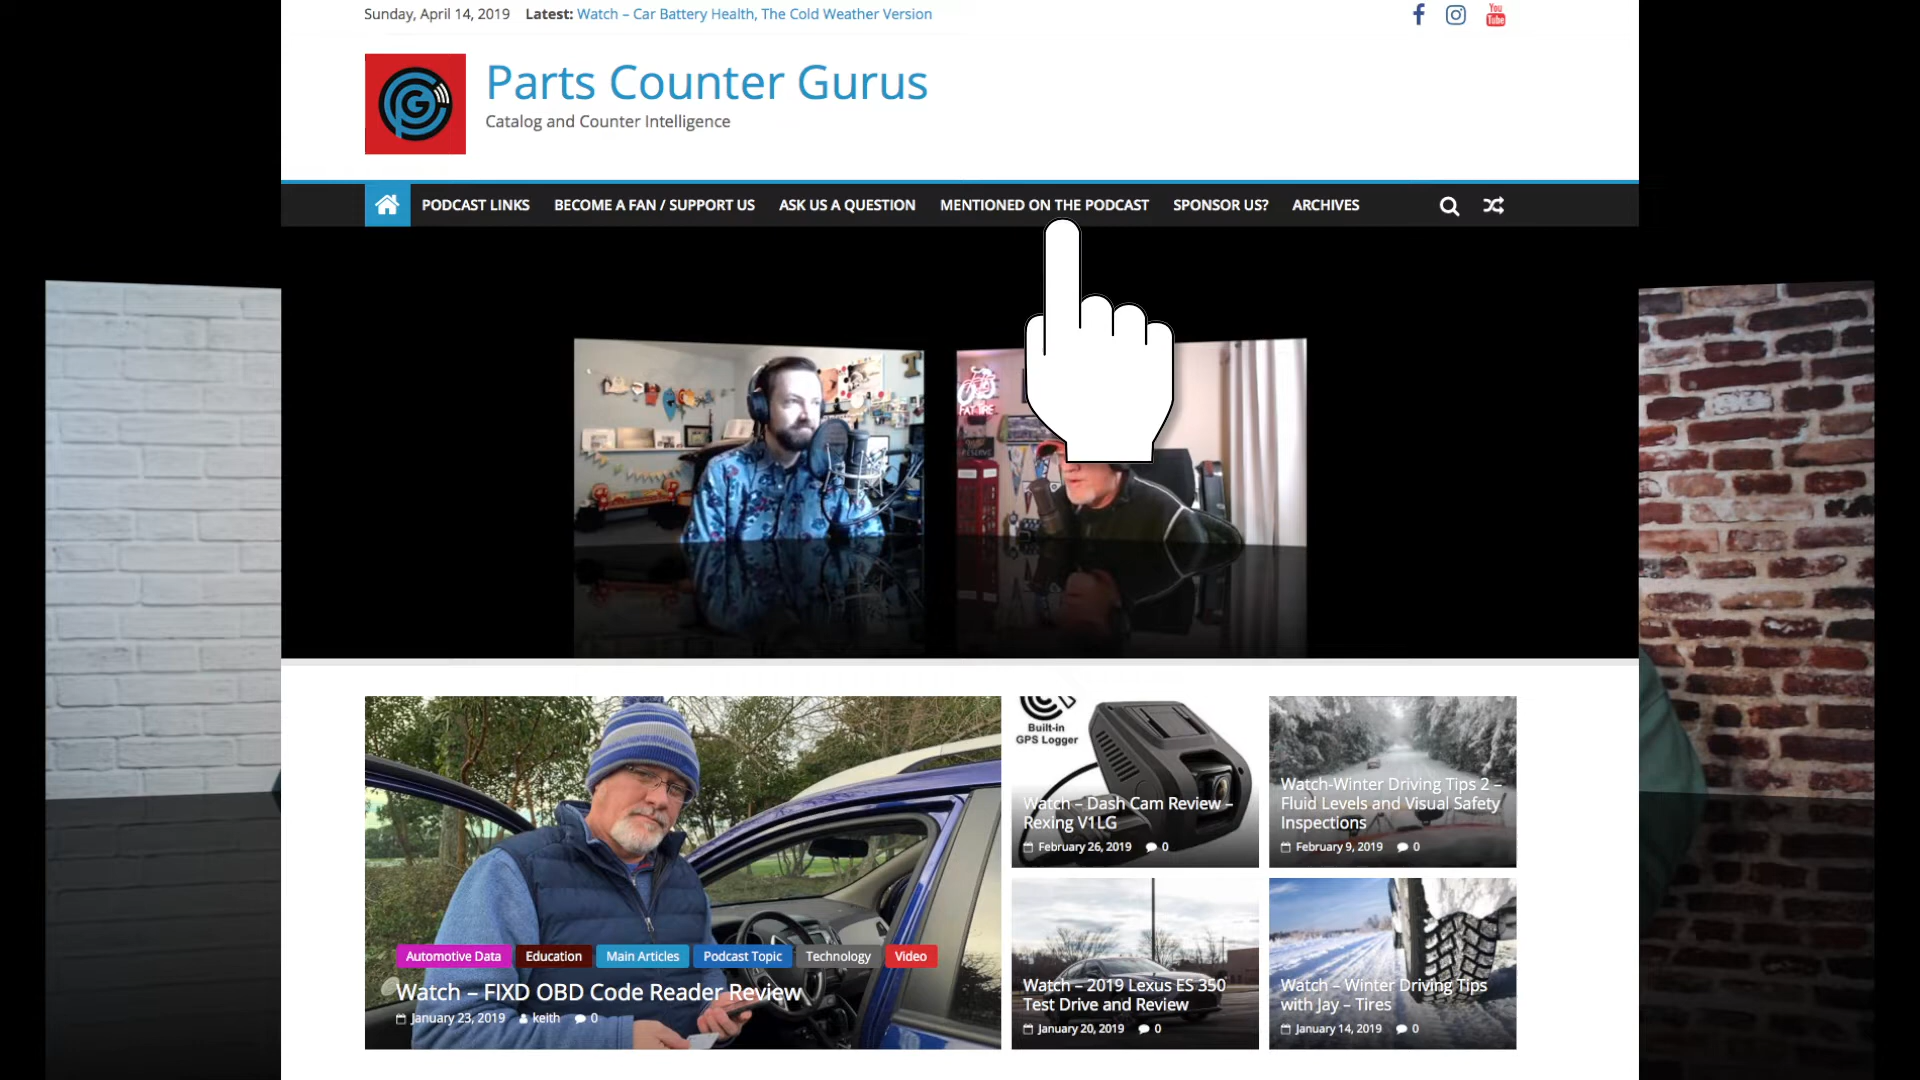 Sunday, April 14, 2019 Latest: Watch – Car Battery Health, The Cold Weather Version
You
Tube
Parts Counter Gurus
Catalog and Counter Intelligence
PODCAST LINKS BECOME A FAN / SUPPORT US ASK US A QUESTION MENTIONED ON THE PODCAST SPONSOR US? ARCHIVES
FAT TIRE
Built-in
GPS Logger
Watch – Dash Cam Review –
Rexing V1LG
February 26, 2019 0
Watch-Winter Driving Tips 2 –
Fluid Levels and Visual Safety
Inspections
February 9, 2019 0
Automotive Data Education Main Articles Podcast Topic Technology Video
Watch – FIXD OBD Code Reader Review
January 23, 2019 keith 0
Watch – 2019 Lexus ES 350
Test Drive and Review
January 20, 2019 0
Watch – Winter Driving Tips
with Jay – Tires
January 14, 2019 0